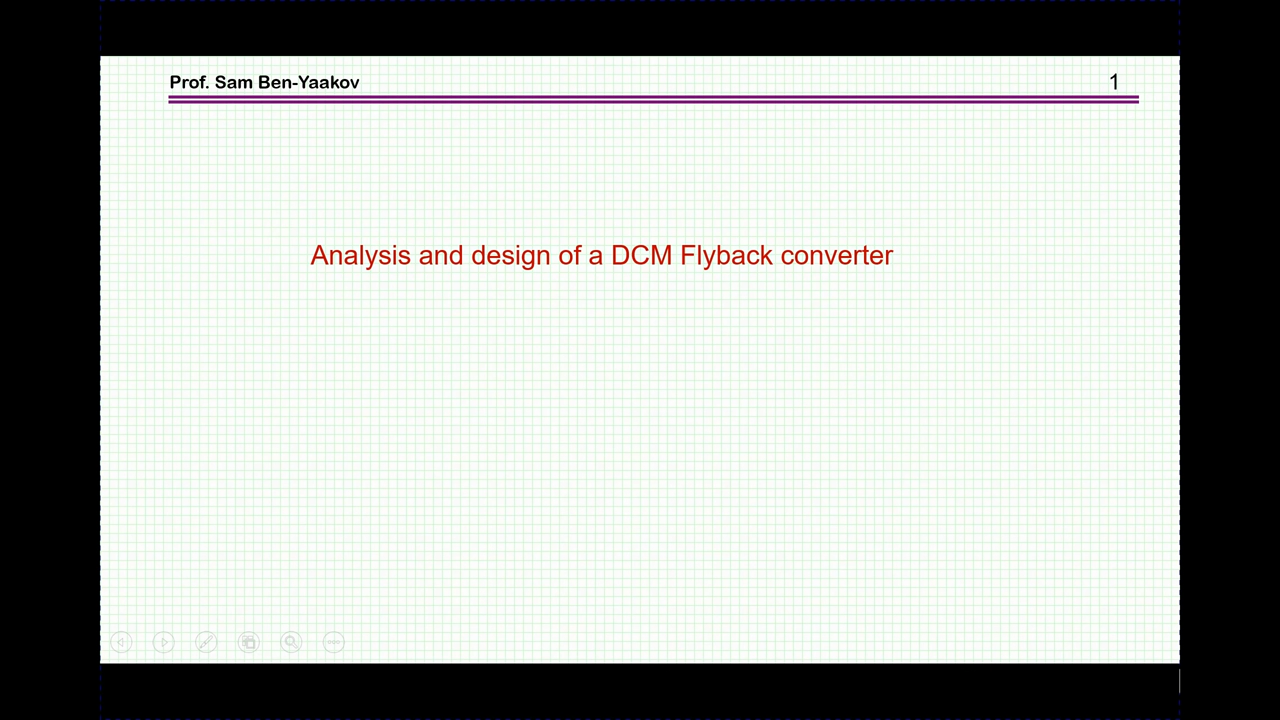 Prof. Sam Ben-Yaakov
1
Analysis and design of a DCM Flyback converter